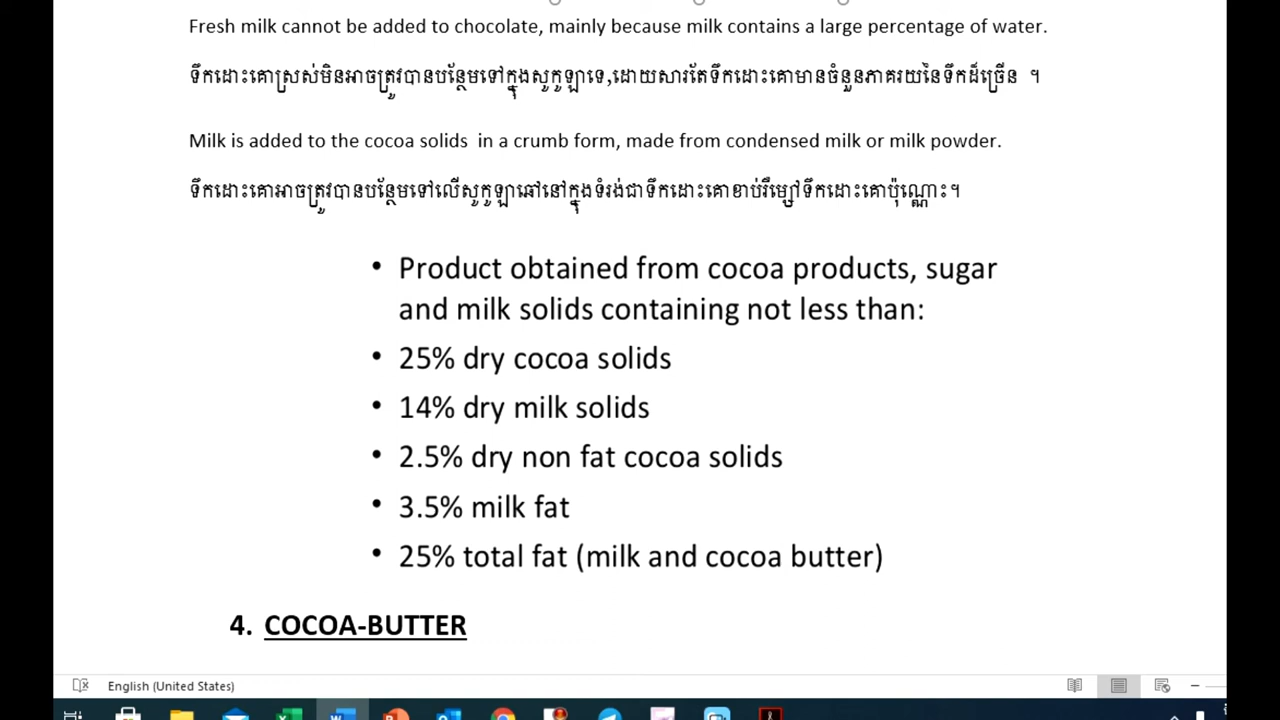 Fresh milk cannot be added to chocolate, mainly because milk contains a large percentage of water.
ទឹកដោះគោស្រស់មិនអាចត្រូវបានបន្ថែមទៅក្នុងសូកូឡាទេ,ដោយសារតែទឹកដោះគោមានចំនួនភាគរយនៃទឹកដ៏ច្រើន ។
Milk is added to the cocoa solids in a crumb form, made from condensed milk or milk powder.
ទឹកដោះគោអាចត្រូវបានបន្ថែមទៅលើសូកូឡាឆៅនៅក្នុងទំរង់ជាទឹកដោះគោខាប់រឺម្សៅទឹកដោះគោប៉ុណ្ណោះ។
• Product obtained from cocoa products, sugar
and milk solids containing not less than:
• 25% dry cocoa solids
• 14% dry milk solids
• 2.5% dry non fat cocoa solids
• 3.5% milk fat
• 25% total fat (milk and cocoa butter)
4. COCOA-BUTTER
English (United States)